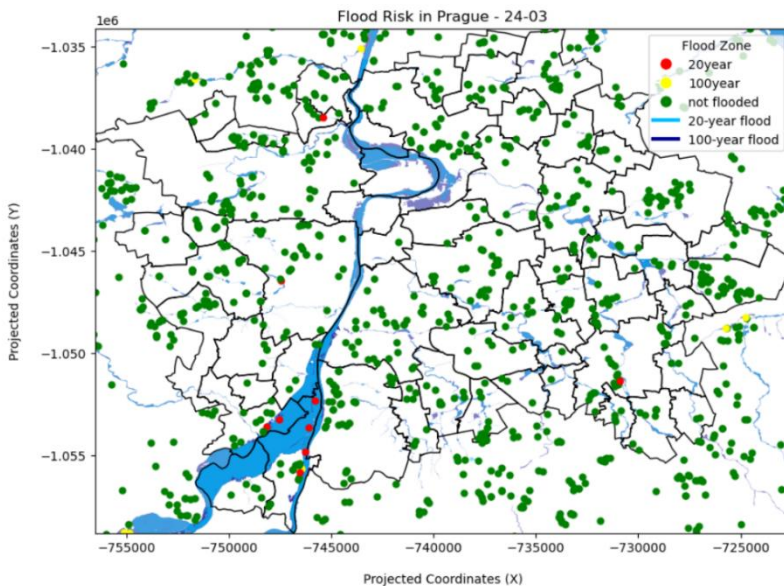 Flood Risk in Prague - 24-03
1e6
−1.035
−1.040
−1.045
−1.050
−1.055
Projected Coordinates (Y)
Flood Zone
20year
100year
not flooded
20-year flood
100-year flood
−755000 −750000 −745000 −740000 −735000 −730000 −725000
Projected Coordinates (X)